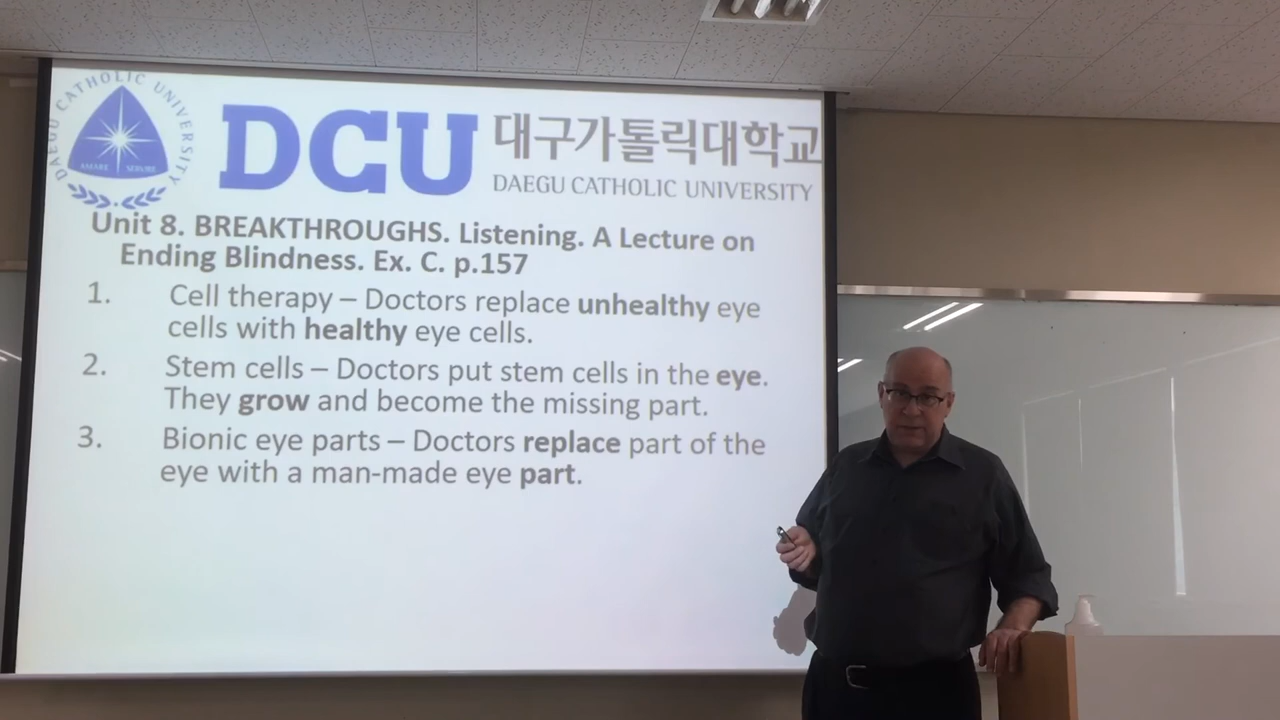 DAEGU CATHOLIC UNIVERSITY
AMARE SERVIRE
DCU
대구가톨릭대학교
DAEGU CATHOLIC UNIVERSITY
Unit 8. BREAKTHROUGHS. Listening. A Lecture on
Ending Blindness. Ex. C. p.157
1. Cell therapy – Doctors replace unhealthy eye
cells with healthy eye cells.
2. Stem cells – Doctors put stem cells in the eye.
They grow and become the missing part.
3. Bionic eye parts – Doctors replace part of the
eye with a man-made eye part.